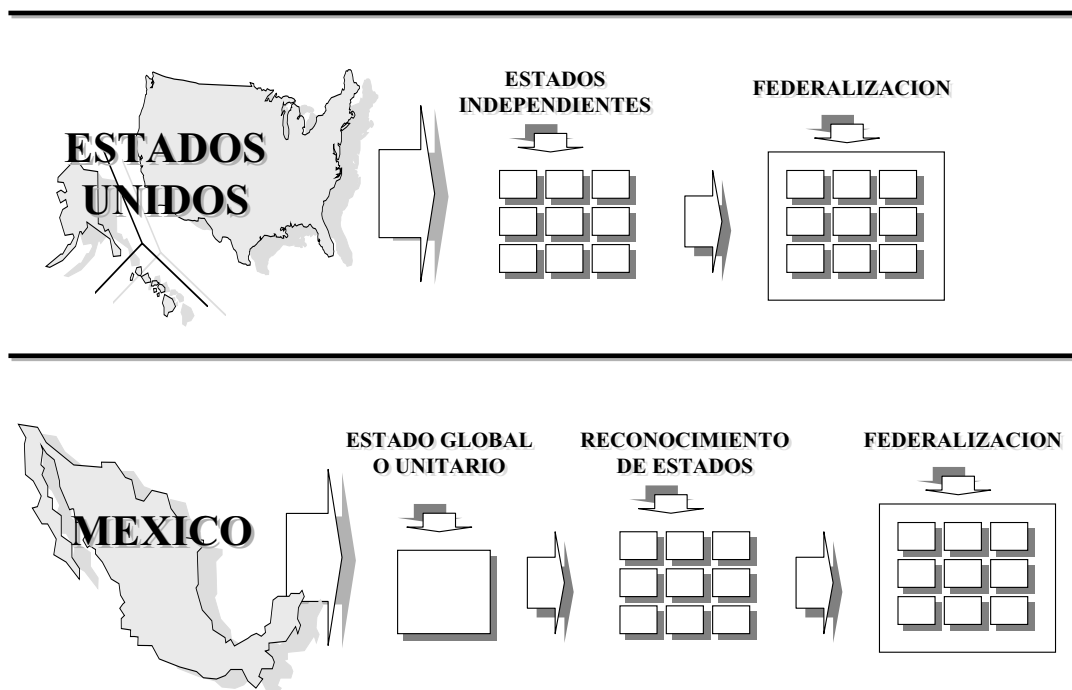 ESTADOS
UNIDOS
ESTADOS
INDEPENDIENTES
FEDERALIZACION
MEXICO
ESTADO GLOBAL
O UNITARIO
RECONOCIMIENTO
DE ESTADOS
FEDERALIZACION